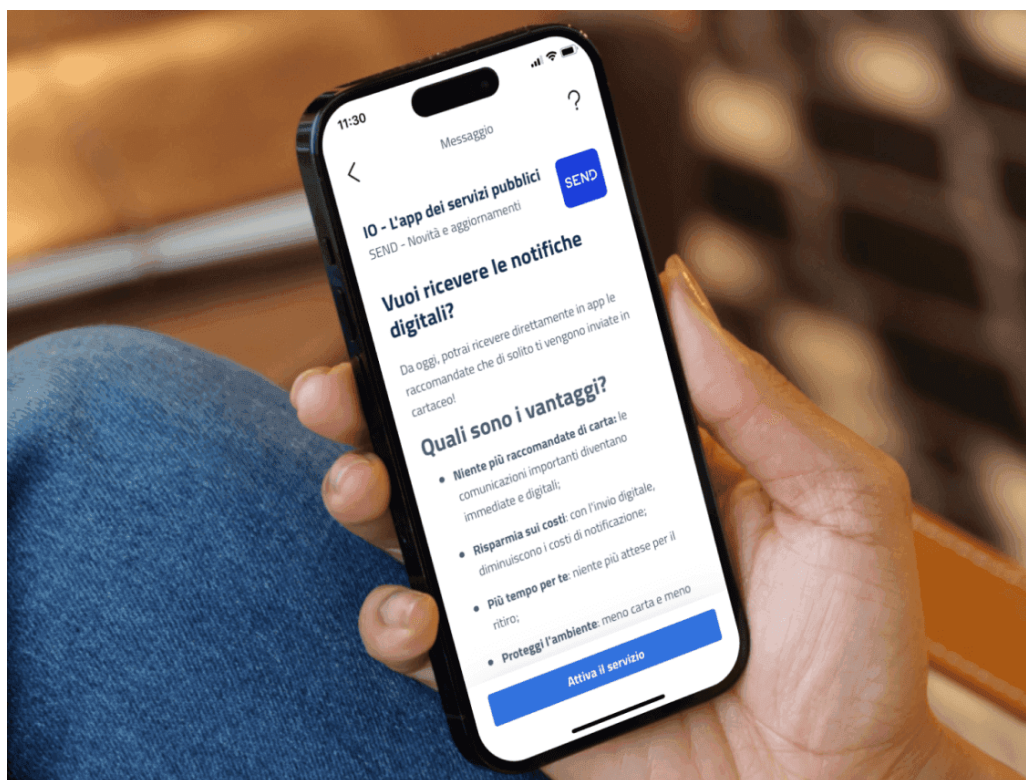 11:30
Messaggio
?
IO - L'app dei servizi pubblici
SEND - Novità e aggiornamenti
SEND
Vuoi ricevere le notifiche
digitali?
Da oggi, potrai ricevere direttamente in app le
raccomandate che di solito ti vengono inviate in
cartaceo!
Quali sono i vantaggi?
• Niente più raccomandate di carta: le
comunicazioni importanti diventano
immediate e digitali;
• Risparmia sui costi: con l'invio digitale,
diminuiscono i costi di notificazione;
• Più tempo per te: niente più attese per il
ritiro;
• Proteggi l'ambiente: meno carta e meno
Attiva il servizio